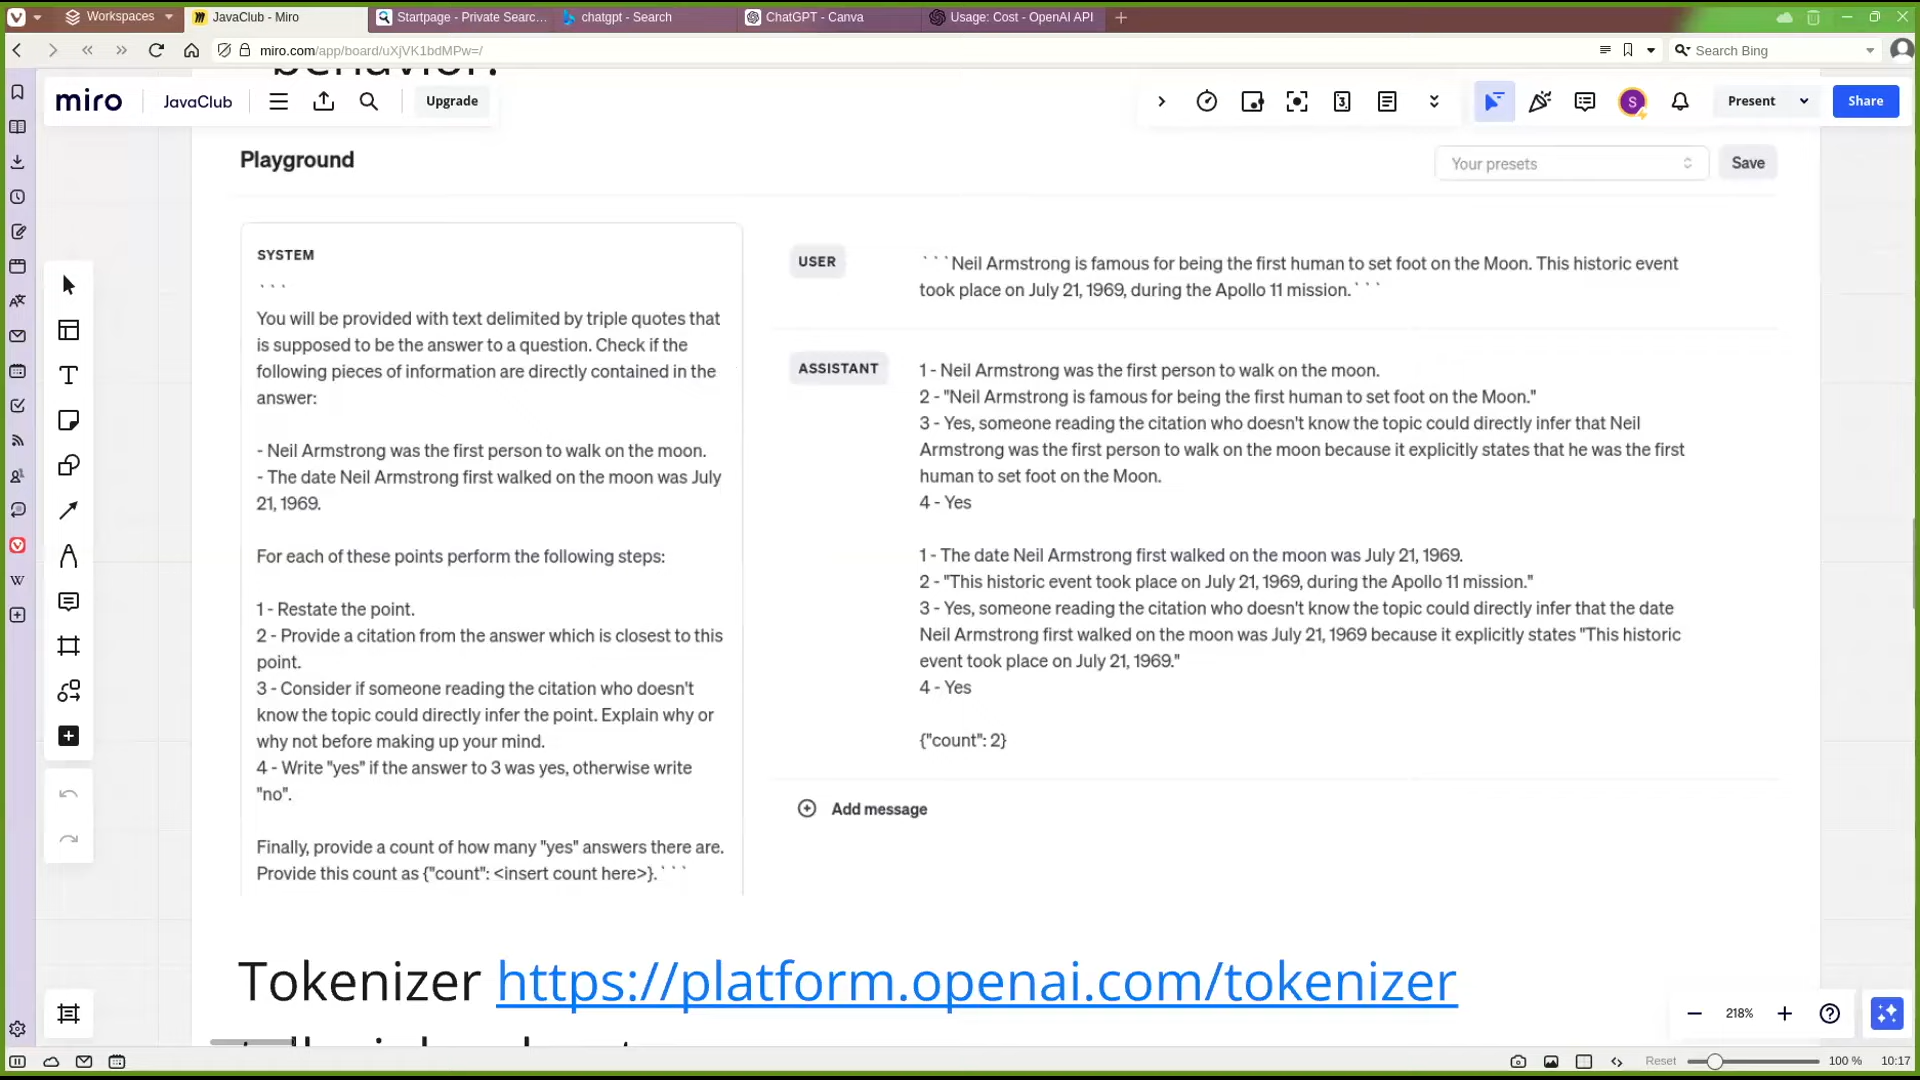 Workspaces
JavaClub - Miro
Startpage - Private Searc...
chatgpt - Search
ChatGPT - Canva
Usage: Cost - OpenAI API
miro.com/app/board/uXjVK1bdMPw=/
Search Bing
behavior.
miro
JavaClub
Upgrade
3
S
Present
Share
Playground
Your presets
Save
SYSTEM
```
You will be provided with text delimited by triple quotes that
is supposed to be the answer to a question. Check if the
following pieces of information are directly contained in the
answer:
- Neil Armstrong was the first person to walk on the moon.
- The date Neil Armstrong first walked on the moon was July
21, 1969.
For each of these points perform the following steps:
1 - Restate the point.
2 - Provide a citation from the answer which is closest to this
point.
3 - Consider if someone reading the citation who doesn't
know the topic could directly infer the point. Explain why or
why not before making up your mind.
4 - Write "yes" if the answer to 3 was yes, otherwise write
"no".
Finally, provide a count of how many "yes" answers there are.
Provide this count as {"count": <insert count here>}.```
USER
```Neil Armstrong is famous for being the first human to set foot on the Moon. This historic event
took place on July 21, 1969, during the Apollo 11 mission.```
ASSISTANT
1 - Neil Armstrong was the first person to walk on the moon.
2 - "Neil Armstrong is famous for being the first human to set foot on the Moon."
3 - Yes, someone reading the citation who doesn't know the topic could directly infer that Neil
Armstrong was the first person to walk on the moon because it explicitly states that he was the first
human to set foot on the Moon.
4 - Yes
1 - The date Neil Armstrong first walked on the moon was July 21, 1969.
2 - "This historic event took place on July 21, 1969, during the Apollo 11 mission."
3 - Yes, someone reading the citation who doesn't know the topic could directly infer that the date
Neil Armstrong first walked on the moon was July 21, 1969 because it explicitly states "This historic
event took place on July 21, 1969."
4 - Yes
{"count": 2}
Add message
Tokenizer https://platform.openai.com/tokenizer
218%
Reset
100 %
10:17